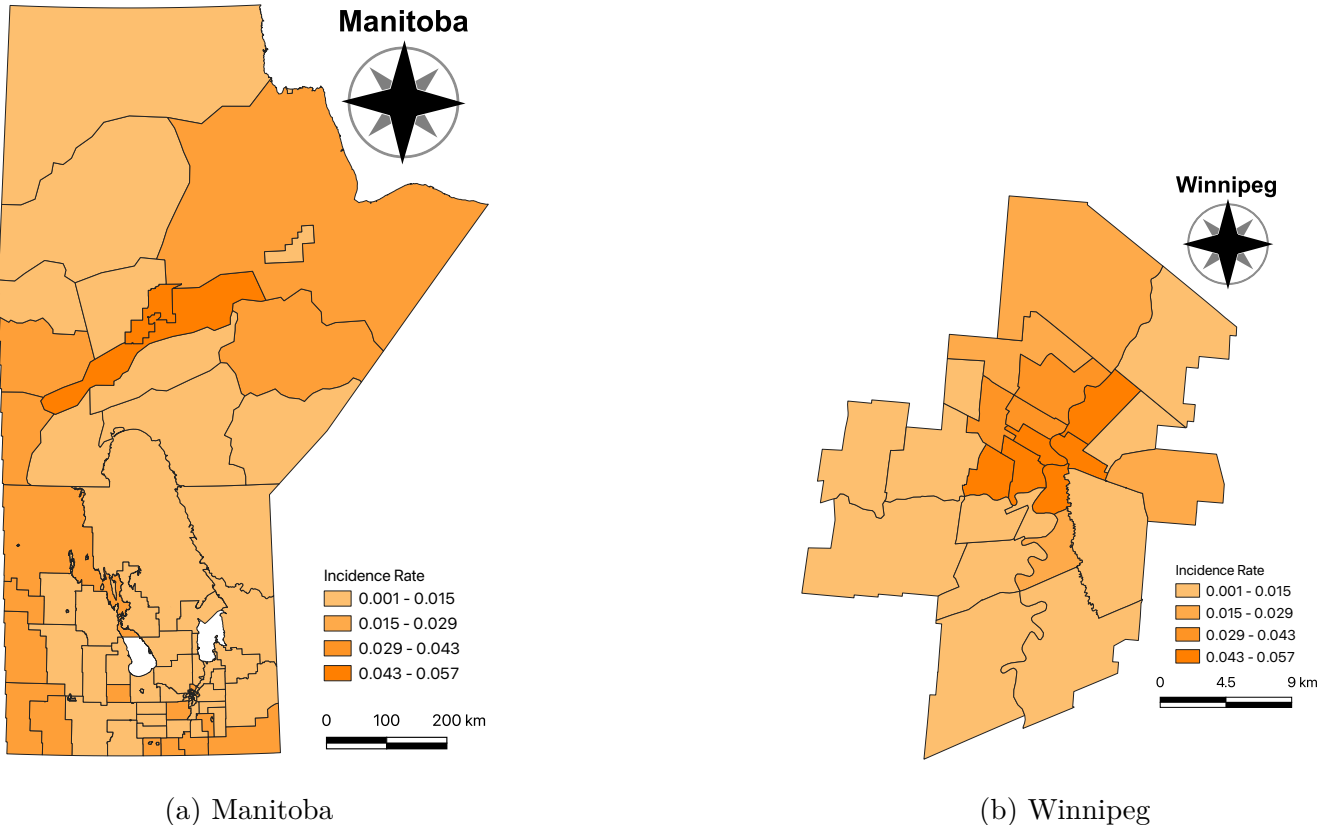 Manitoba
Incidence Rate
0.001 - 0.015
0.015 - 0.029
0.029 - 0.043
0.043 - 0.057
0 100 200 km
(a) Manitoba
Winnipeg
Incidence Rate
0.001 - 0.015
0.015 - 0.029
0.029 - 0.043
0.043 - 0.057
0 4.5 9 km
(b) Winnipeg